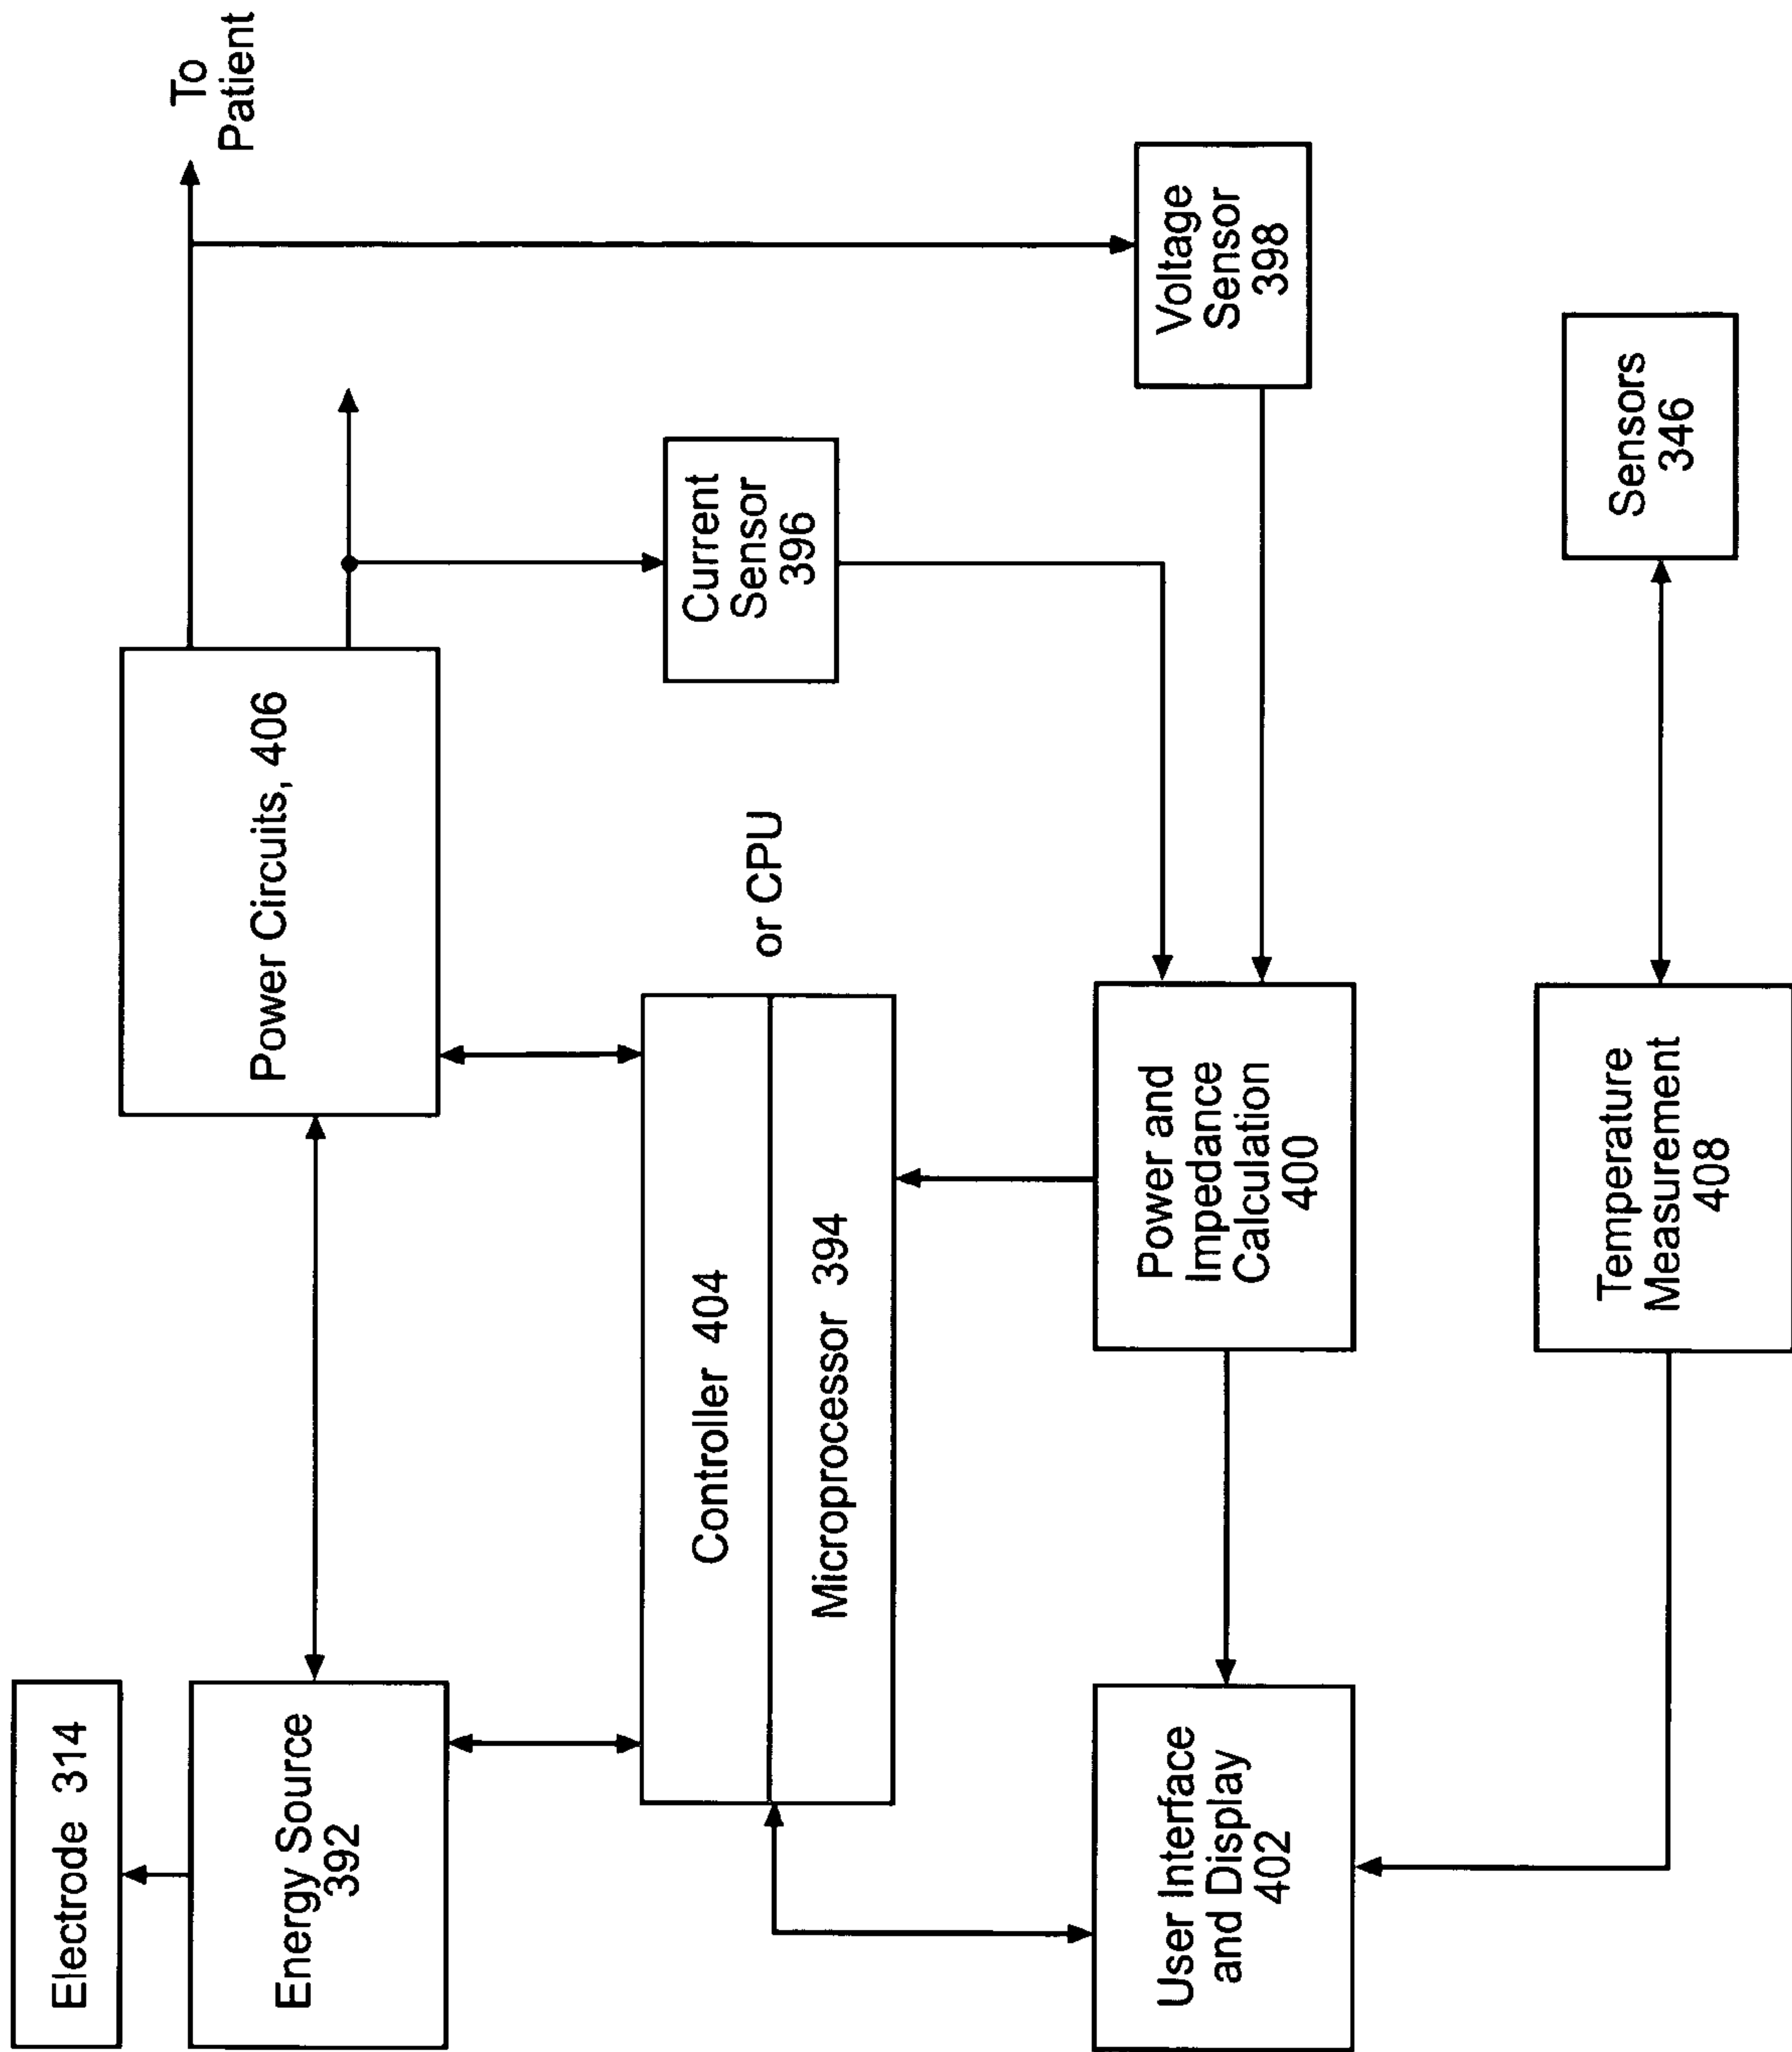 Electrode 314
Energy Source
392
Power Circuits, 406
To
Patient
Controller 404
Microprocessor 394
or CPU
Current
Sensor
396
Voltage
Sensor
398
User Interface
and Display
402
Power and
Impedance
Calculation
400
Temperature
Measurement
408
Sensors
346